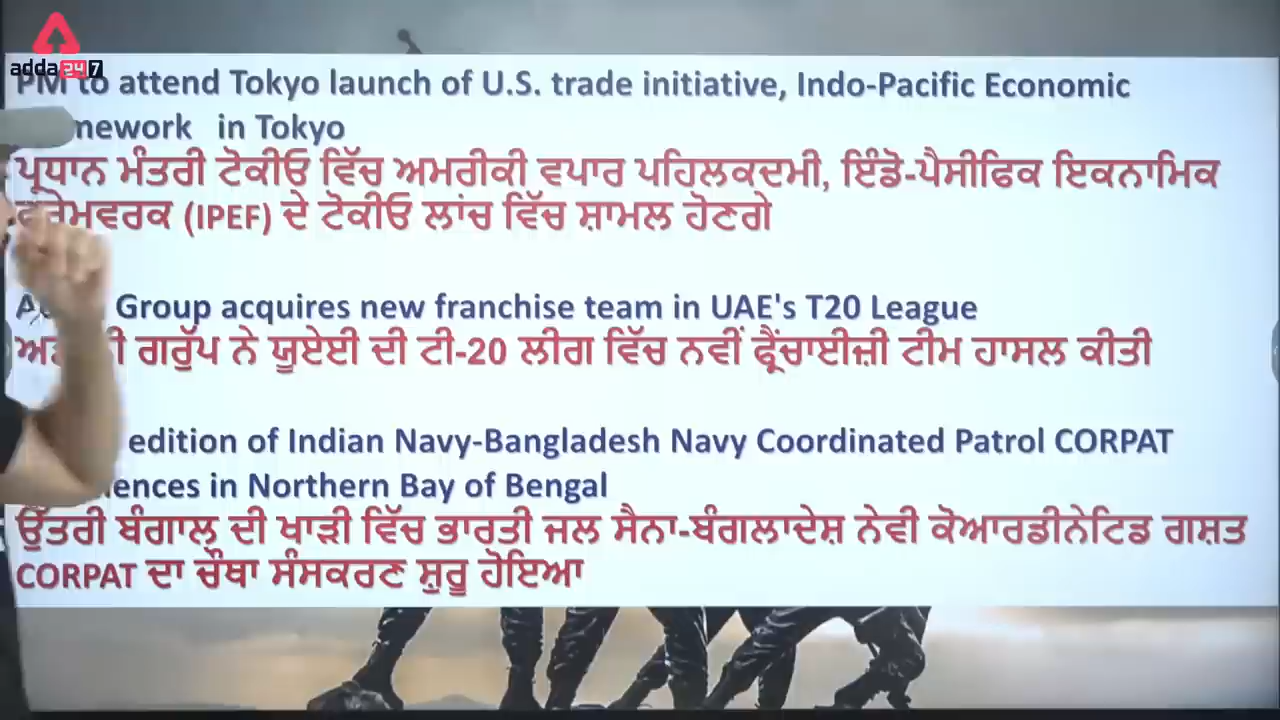 adda247
PM to attend Tokyo launch of U.S. trade initiative, Indo-Pacific Economic
in Tokyo
ਪ੍ਰਧਾਨ ਮੰਤਰੀ ਟੋਕੀਓ ਵਿੱਚ ਅਮਰੀਕੀ ਵਪਾਰ ਪਹਿਲਕਦਮੀ, ਇੰਡੋ-ਪੈਸੀਫਿਕ ਇਕਨਾਮਿਕ
ਫਰੇਮਵਰਕ (IPEF) ਦੇ ਟੋਕੀਓ ਲਾਂਚ ਵਿੱਚ ਸ਼ਾਮਲ ਹੋਣਗੇ
Group acquires new franchise team in UAE's T20 League
ਗਰੁੱਪ ਨੇ ਯੂਏਈ ਦੀ ਟੀ-20 ਲੀਗ ਵਿੱਚ ਨਵੀਂ ਫ੍ਰੈਂਚਾਈਜ਼ੀ ਟੀਮ ਹਾਸਲ ਕੀਤੀ
edition of Indian Navy-Bangladesh Navy Coordinated Patrol CORPAT
in Northern Bay of Bengal
ਉੱਤਰੀ ਬੰਗਾਲ ਦੀ ਖਾੜੀ ਵਿੱਚ ਭਾਰਤੀ ਜਲ ਸੈਨਾ-ਬੰਗਲਾਦੇਸ਼ ਨੇਵੀ ਕੋਆਰਡੀਨੇਟਿਡ ਗਸ਼ਤ
CORPAT ਦਾ ਚੌਥਾ ਸੰਸਕਰਣ ਸ਼ੁਰੂ ਹੋਇਆ